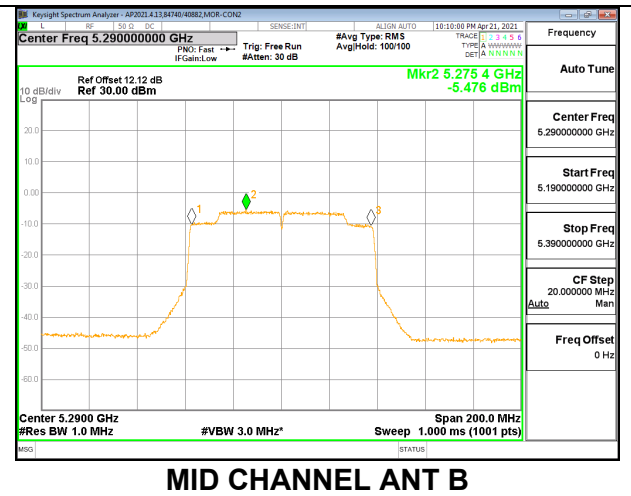 Keysight Spectrum Analyzer - AP2021.4.13,84740/40882,MOR-CON2
L RF 50 Ω DC SENSE:INT ALIGN AUTO 10:10:00 PM Apr 21, 2021
Center Freq 5.290000000 GHz
PNO: Fast
IFGain:Low
Trig: Free Run
#Atten: 30 dB
#Avg Type: RMS
Avg|Hold: 100/100
TRACE 1 2 3 4 5 6
TYPE A WWWWW
DET A N N N N N
Frequency
Auto Tune
Center Freq
5.290000000 GHz
Start Freq
5.190000000 GHz
Stop Freq
5.390000000 GHz
CF Step
20.000000 MHz
Auto Man
Freq Offset
0 Hz
Mkr2 5.275 4 GHz
-5.476 dBm
Ref Offset 12.12 dB
10 dB/div Ref 30.00 dBm
Log
20.0
10.0
0.00
-10.0
-20.0
-30.0
-40.0
-50.0
-60.0
1
2
3
Center 5.2900 GHz Span 200.0 MHz
#Res BW 1.0 MHz #VBW 3.0 MHz* Sweep 1.000 ms (1001 pts)
MSG STATUS
MID CHANNEL ANT B